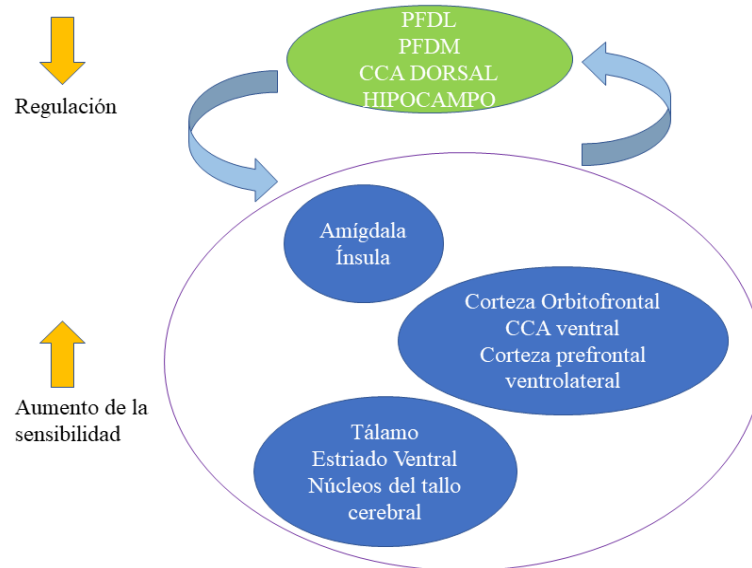 PFDL
PFDM
CCA DORSAL
HIPOCAMPO
Regulación
Amígdala
Ínsula
Corteza Orbitofrontal
CCA ventral
Corteza prefrontal
ventrolateral
Aumento de la
sensibilidad
Tálamo
Estriado Ventral
Núcleos del tallo
cerebral